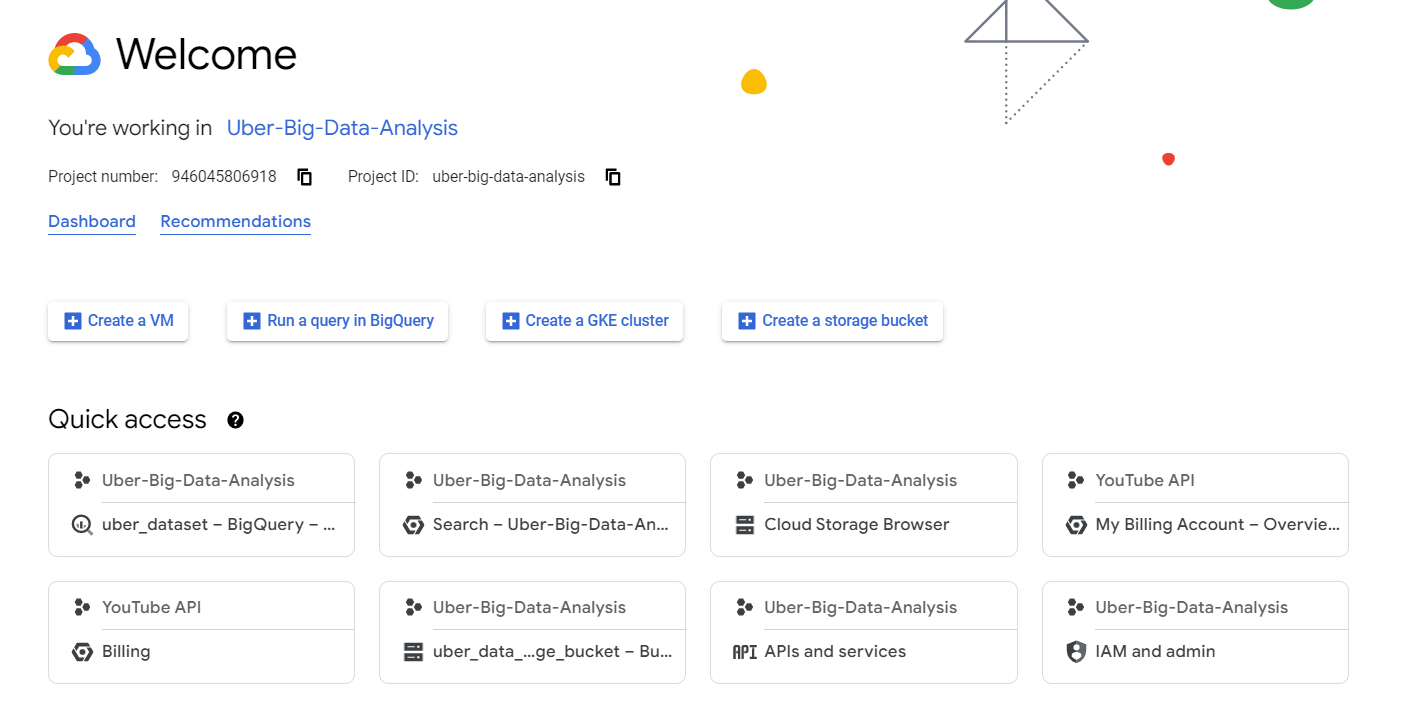 Welcome
You're working in Uber-Big-Data-Analysis
Project number: 946045806918 Project ID: uber-big-data-analysis
Dashboard Recommendations
Create a VM Run a query in BigQuery Create a GKE cluster Create a storage bucket
Quick access ?
Uber-Big-Data-Analysis Uber-Big-Data-Analysis Uber-Big-Data-Analysis YouTube API
uber_dataset – BigQuery – ... Search – Uber-Big-Data-An... Cloud Storage Browser My Billing Account – Overvie...
YouTube API Uber-Big-Data-Analysis Uber-Big-Data-Analysis Uber-Big-Data-Analysis
Billing uber_data_...ge_bucket – Bu... API APIs and services IAM and admin